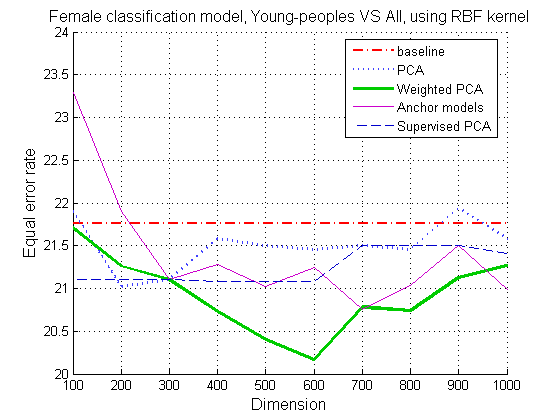 Female classification model, Young-peoples VS All, using RBF kernel
24
23.5
23
22.5
22
21.5
21
20.5
20
Equal error rate
baseline
PCA
Weighted PCA
Anchor models
Supervised PCA
100 200 300 400 500 600 700 800 900 1000
Dimension